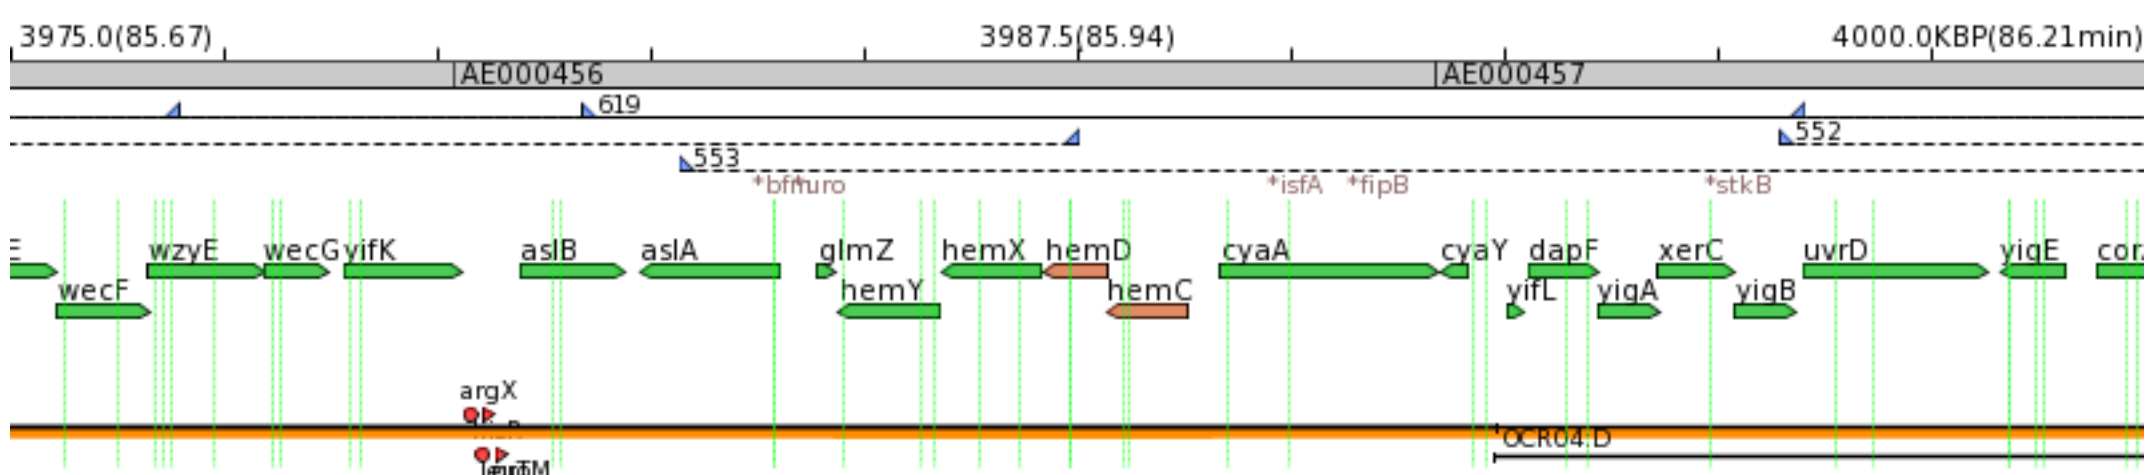 3975.0(85.67) 3987.5(85.94) 4000.0KBP(86.21min)
AE000456 AE000457
619
552
553
*isfA *fipB *stkB
E wzyE wecG yifK aslB aslA glmZ hemX hemD cyaA cyaY dapF xerC uvrD yigE cor
wecF hemY hemC yifL yigA yigB
argX
OCR04.D